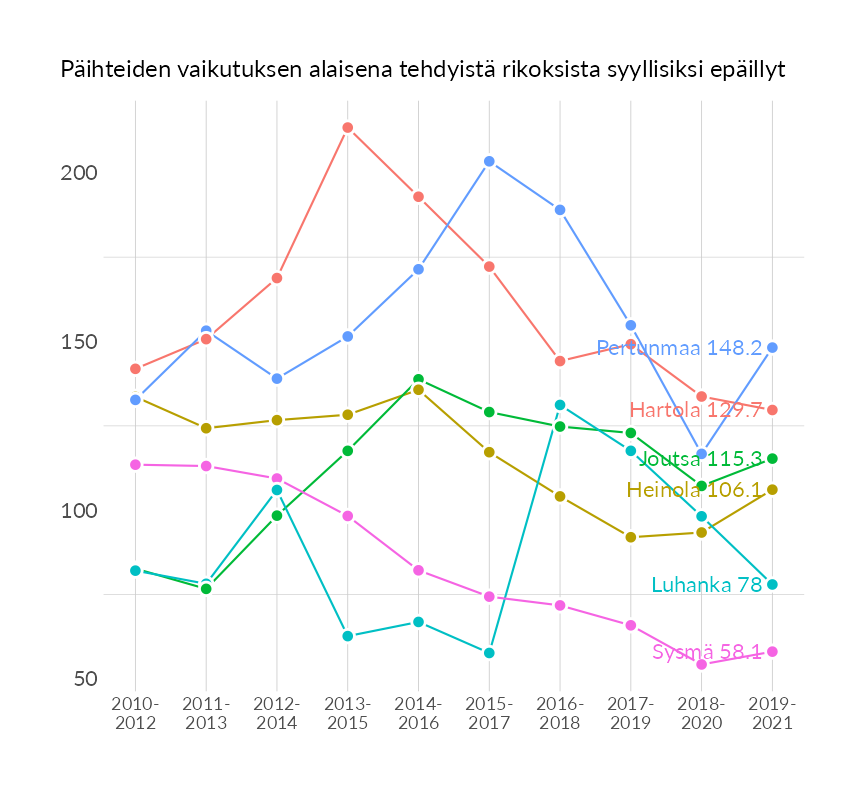 Päihteiden vaikutuksen alaisena tehdyistä rikoksista syyllisiksi epäillyt
200
150
100
50
Pertunmaa 148.2
Hartola 129.7
Joutsa 115.3
Heinola 106.1
Luhanka 78
Sysmä 58.1
2010- 2011- 2012- 2013- 2014- 2015- 2016- 2017- 2018- 2019-
2012 2013 2014 2015 2016 2017 2018 2019 2020 2021